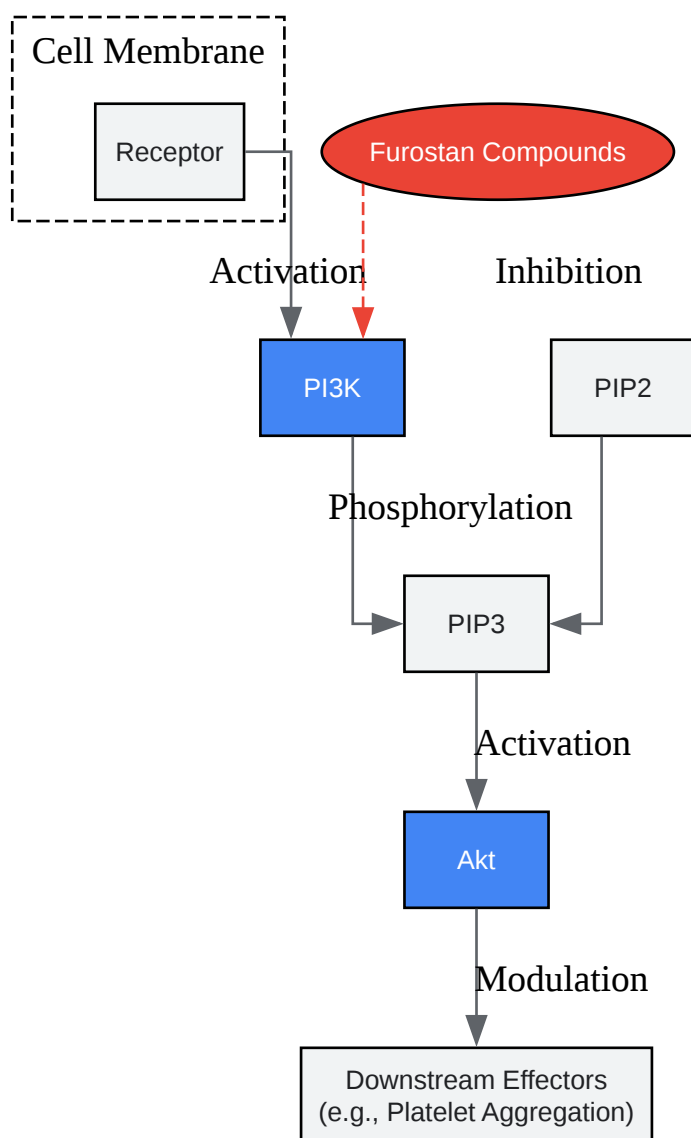 Cell Membrane
Receptor
Furostan Compounds
Activation
Inhibition
PI3K
PIP2
Phosphorylation
PIP3
Activation
Akt
Modulation
Downstream Effectors
(e.g., Platelet Aggregation)